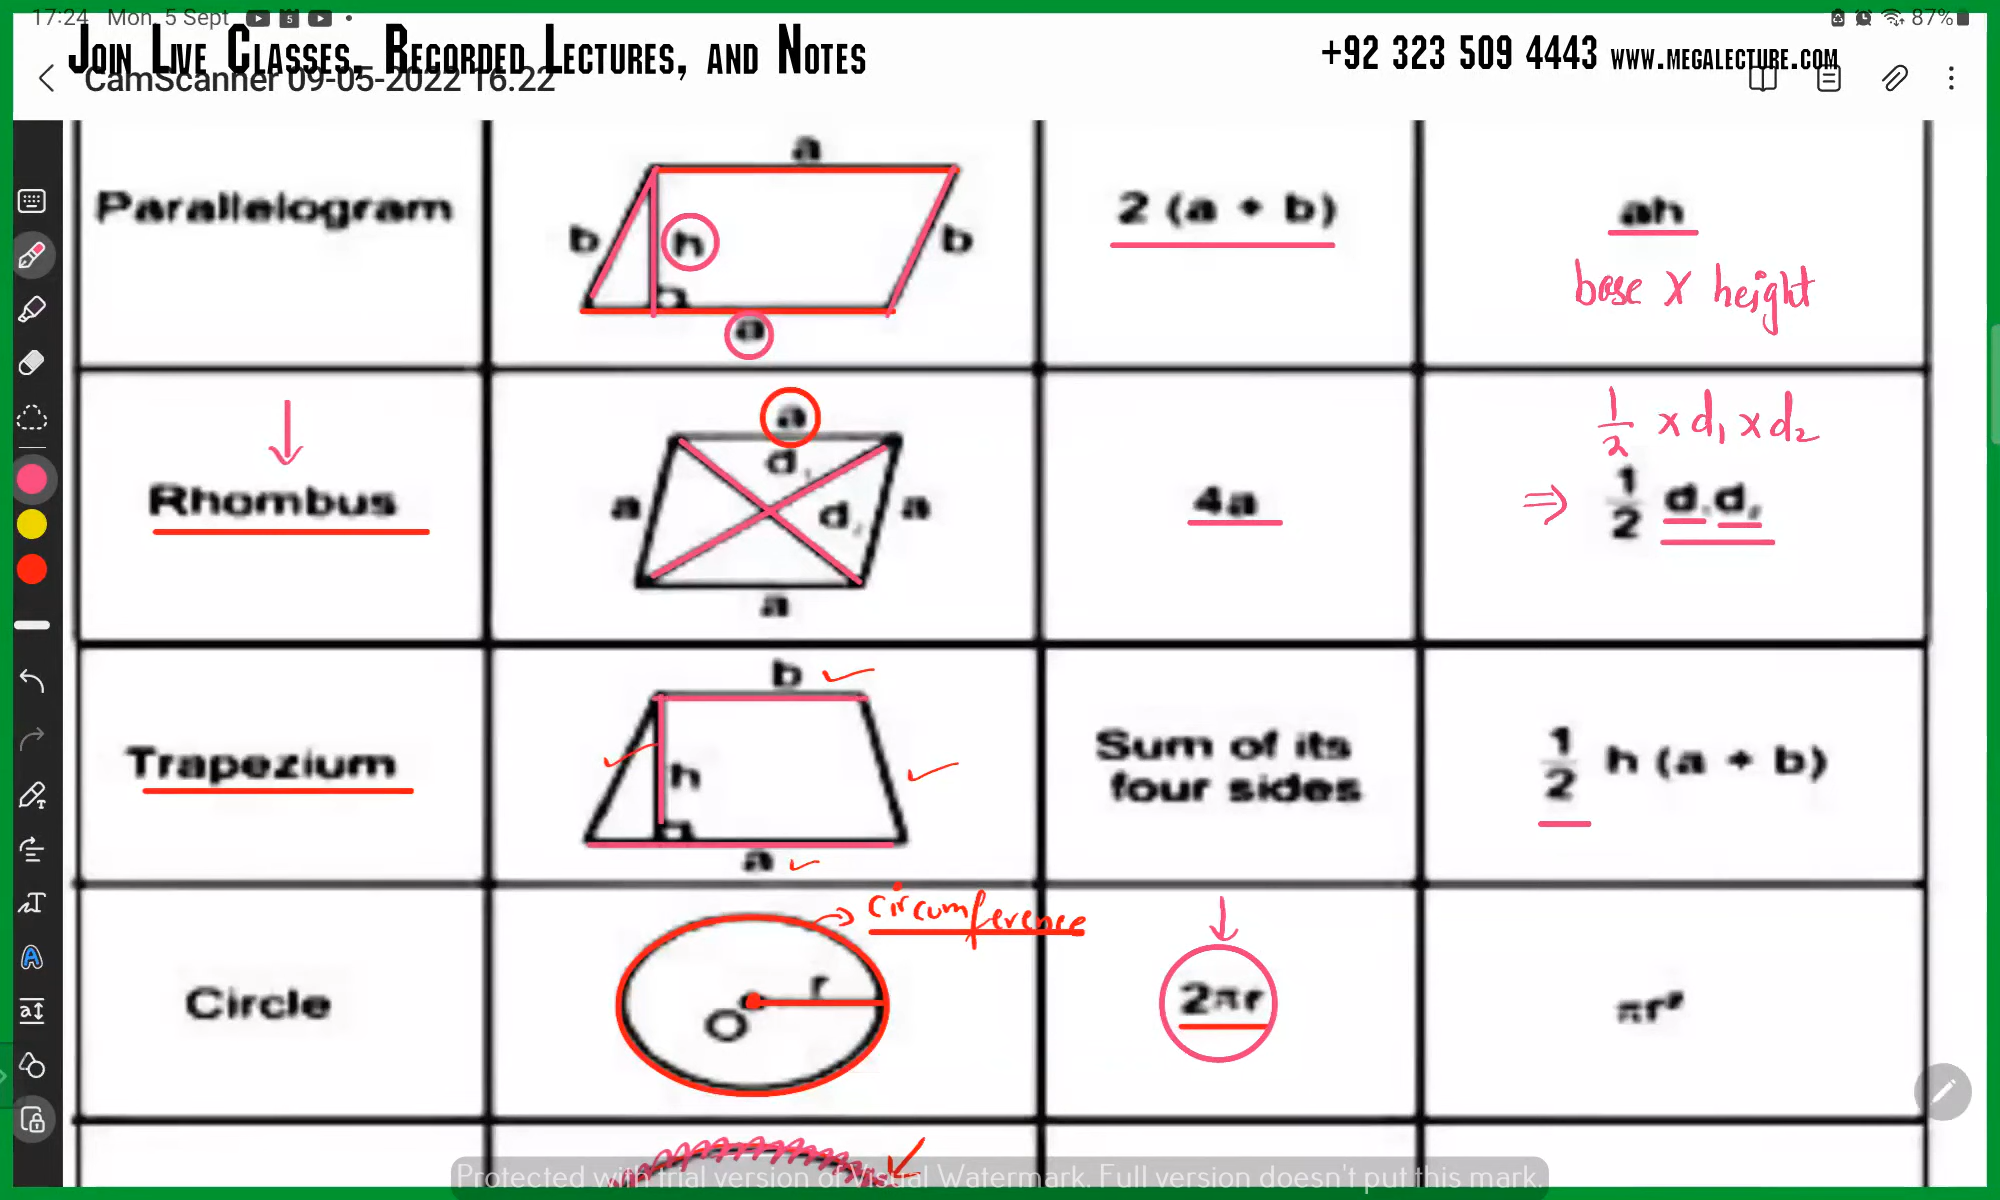 17:24 Mon, 5 Sept 5 • 87%
JOIN LIVE CLASSES, RECORDED LECTURES, AND NOTES
+92 323 509 4443 WWW.MEGALECTURE.COM
CamScanner 09-05-2022 16.22
Parallelogram
a
b h b
a
2 (a + b)
ah
base x height
Rhombus
a
d₁
a d₂ a
a
4a
1/2 x d₁ x d₂
⇒ 1/2 d₁d₂
Trapezium
b
h
a
Sum of its
four sides
1/2 h (a + b)
Circle
circumference
r
O
2πr
πr²
Protected with trial version of Visual Watermark. Full version doesn't put this mark.